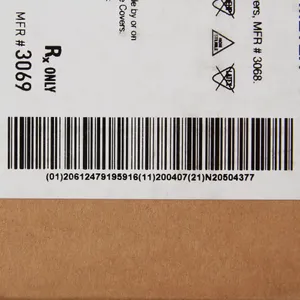 MFR # 3069
Rx ONLY
le by or on
e Covers.
ers, MFR # 3068.
(01)20612479195916(11)200407(21)N20504377